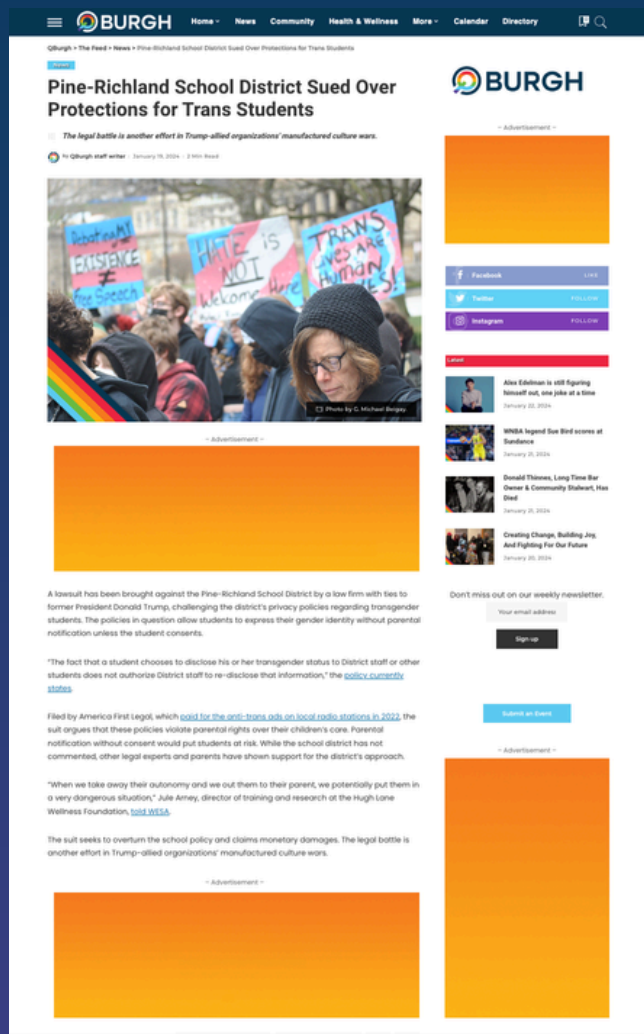 QBURGH
Home
News
Community
Health & Wellness
More
Calendar
Directory
QBurgh > The Feed > News > Pine-Richland School District Sued Over Protections for Trans Students
News
Pine-Richland School District Sued Over
Protections for Trans Students
The legal battle is another effort in Trump-allied organizations' manufactured culture wars.
by QBurgh staff writer
January 19, 2024
2 Min Read
Debating MY
EXISTENCE
≠
Free Speech
HATE is
NOT
Welcome Here
TRANS
Lives are
Human
Photo by G. Michael Beigay.
- Advertisement -
A lawsuit has been brought against the Pine-Richland School District by a law firm with ties to
former President Donald Trump, challenging the district's privacy policies regarding transgender
students. The policies in question allow students to express their gender identity without parental
notification unless the student consents.
"The fact that a student chooses to disclose his or her transgender status to District staff or other
students does not authorize District staff to re-disclose that information," the policy currently
states.
Filed by America First Legal, which paid for the anti-trans ads on local radio stations in 2022, the
suit argues that these policies violate parental rights over their children's care. Parental
notification without consent would put students at risk. While the school district has not
commented, other legal experts and parents have shown support for the district's approach.
"When we take away their autonomy and we out them to their parent, we potentially put them in
a very dangerous situation," Jule Arney, director of training and research at the Hugh Lane
Wellness Foundation, told WESA.
The suit seeks to overturn the school policy and claims monetary damages. The legal battle is
another effort in Trump-allied organizations' manufactured culture wars.
- Advertisement -
QBURGH
- Advertisement -
Facebook
LIKE
Twitter
FOLLOW
Instagram
FOLLOW
Latest
Alex Edelman is still figuring
himself out, one joke at a time
January 22, 2024
WNBA legend Sue Bird scores at
Sundance
January 21, 2024
Donald Thinnes, Long Time Bar
Owner & Community Stalwart, Has
Died
January 21, 2024
Creating Change, Building Joy,
And Fighting For Our Future
January 20, 2024
Don't miss out on our weekly newsletter.
Your email address
Sign up
Submit an Event
- Advertisement -